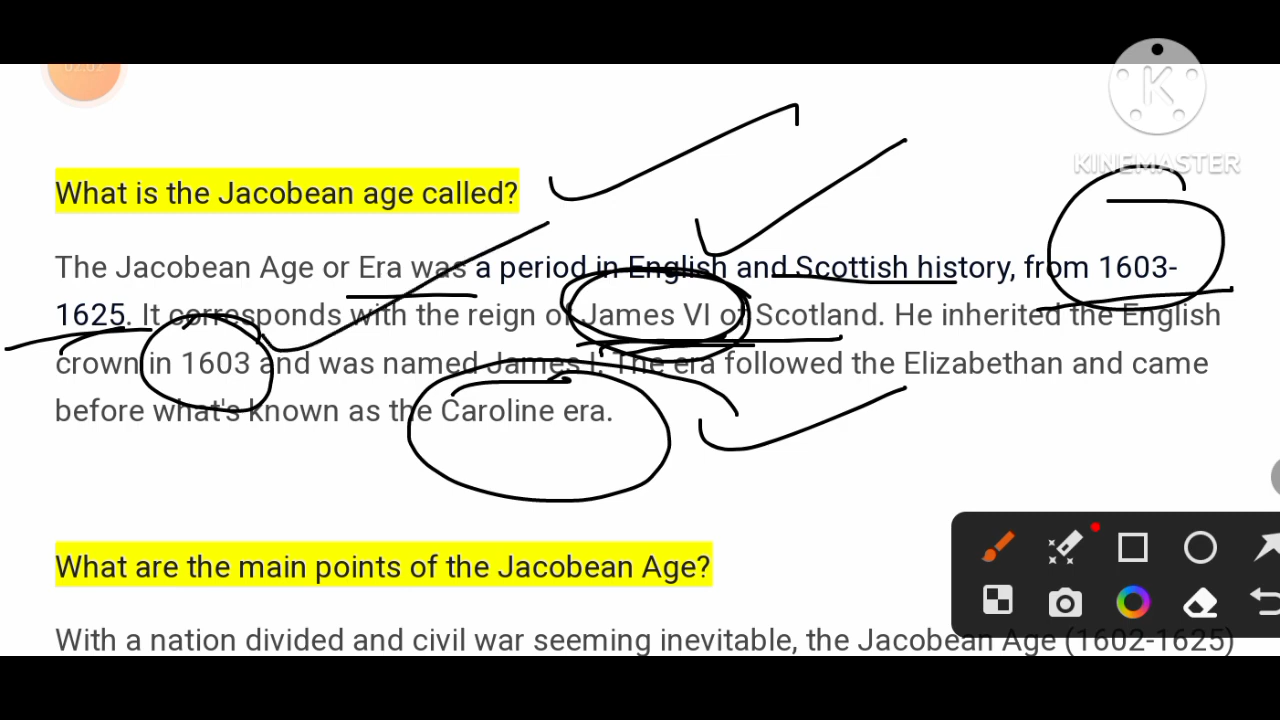 02:02
K
KINEMASTER
What is the Jacobean age called?
The Jacobean Age or Era was a period in English and Scottish history, from 1603-
1625. It corresponds with the reign of James VI of Scotland. He inherited the English
crown in 1603 and was named James I. The era followed the Elizabethan and came
before what's known as the Caroline era.
What are the main points of the Jacobean Age?
With a nation divided and civil war seeming inevitable, the Jacobean Age (1602-1625)